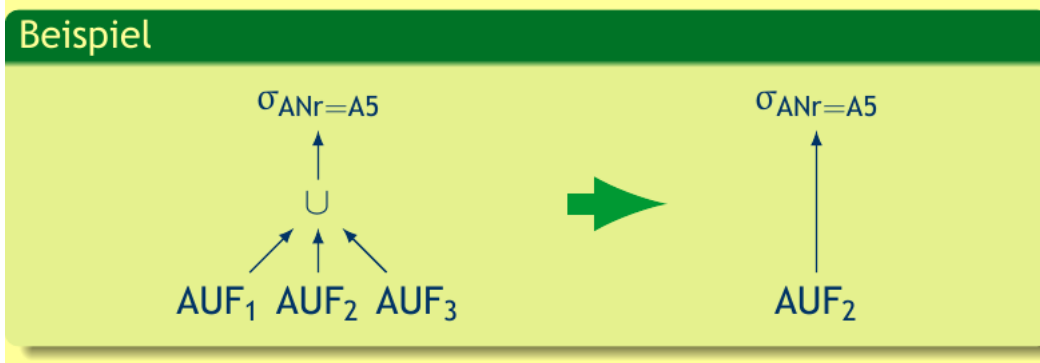 Beispiel
σANr=A5 σANr=A5
∪
AUF1 AUF2 AUF3 AUF2